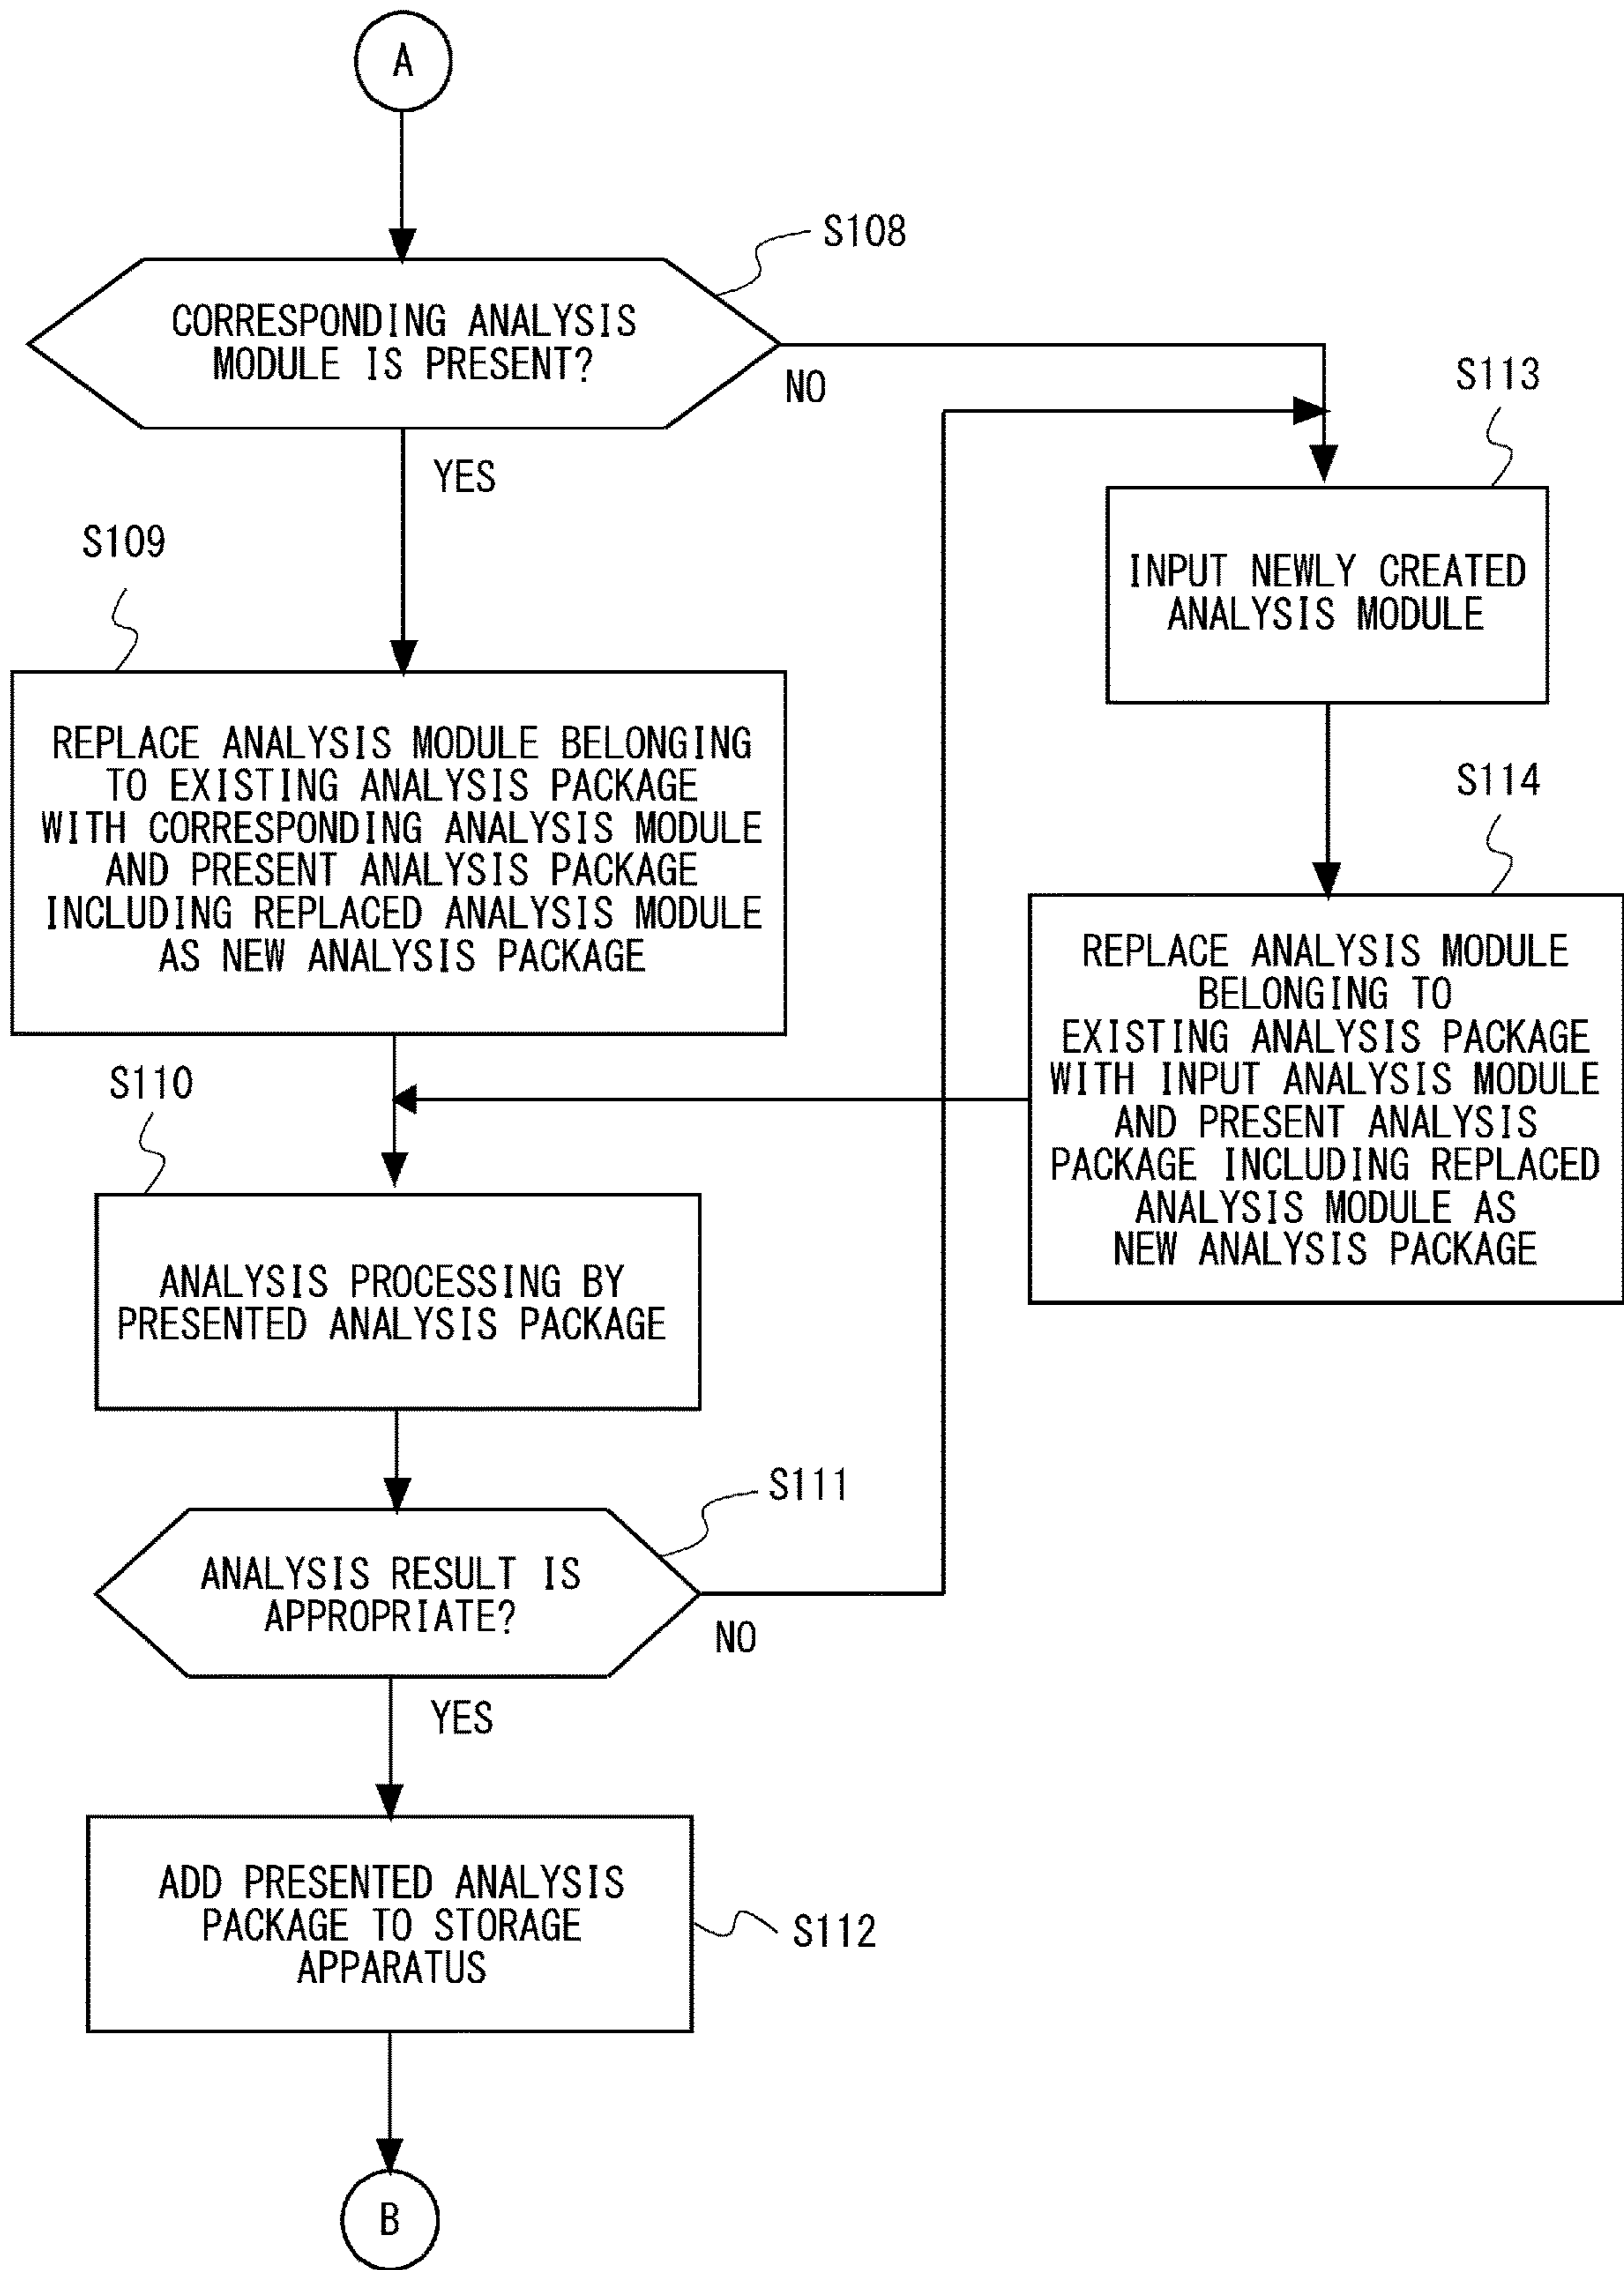 A
S108
CORRESPONDING ANALYSIS
MODULE IS PRESENT?
NO
YES
S113
INPUT NEWLY CREATED
ANALYSIS MODULE
S109
REPLACE ANALYSIS MODULE BELONGING
TO EXISTING ANALYSIS PACKAGE
WITH CORRESPONDING ANALYSIS MODULE
AND PRESENT ANALYSIS PACKAGE
INCLUDING REPLACED ANALYSIS MODULE
AS NEW ANALYSIS PACKAGE
S114
REPLACE ANALYSIS MODULE
BELONGING TO
EXISTING ANALYSIS PACKAGE
WITH INPUT ANALYSIS MODULE
AND PRESENT ANALYSIS
PACKAGE INCLUDING REPLACED
ANALYSIS MODULE AS
NEW ANALYSIS PACKAGE
S110
ANALYSIS PROCESSING BY
PRESENTED ANALYSIS PACKAGE
S111
ANALYSIS RESULT IS
APPROPRIATE?
NO
YES
ADD PRESENTED ANALYSIS
PACKAGE TO STORAGE
APPARATUS
S112
B